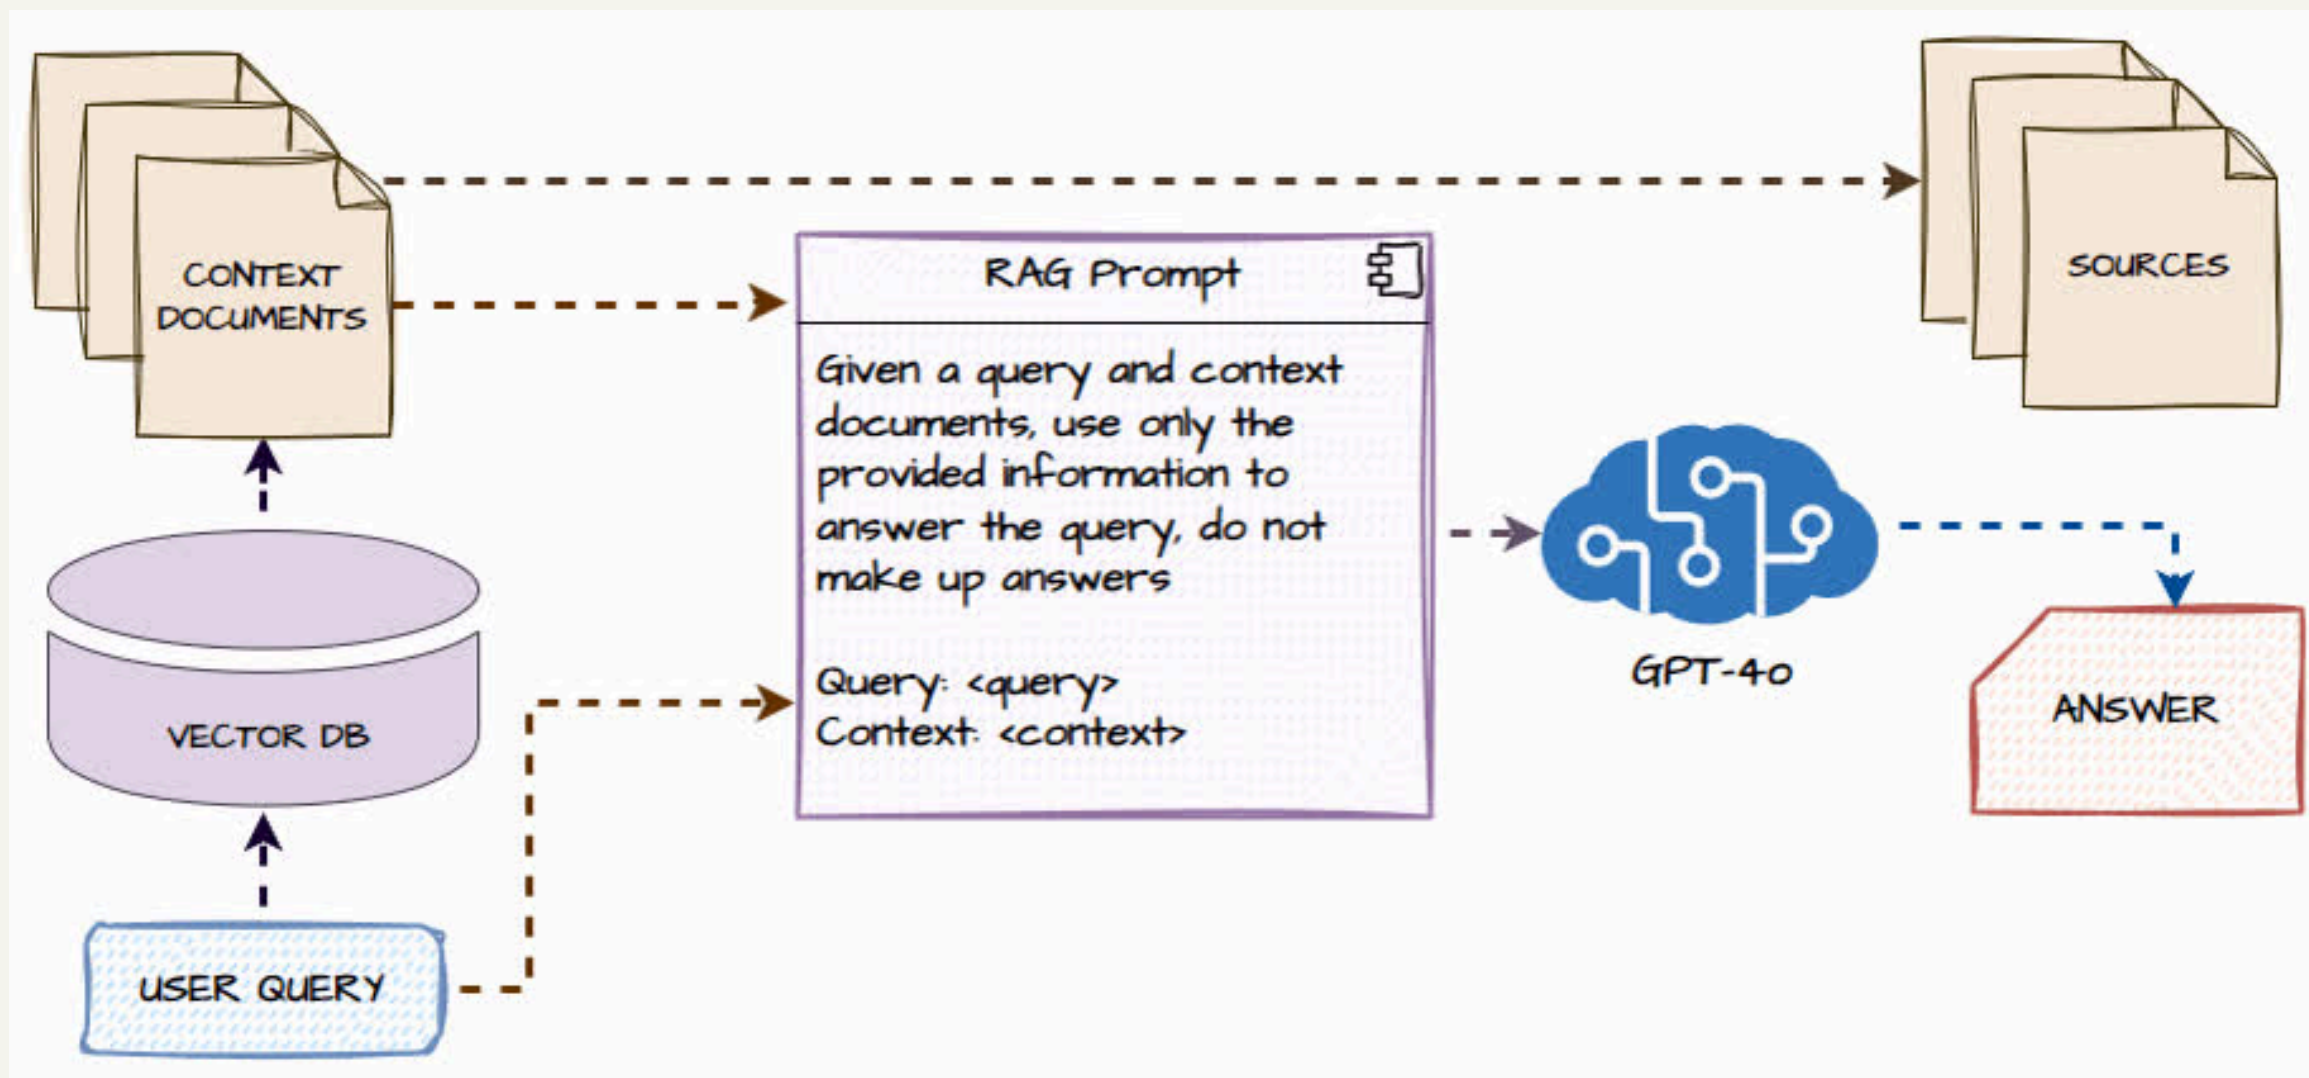 CONTEXT
DOCUMENTS
VECTOR DB
USER QUERY
RAG Prompt
Given a query and context
documents, use only the
provided information to
answer the query, do not
make up answers
Query: <query>
Context: <context>
GPT-4o
SOURCES
ANSWER